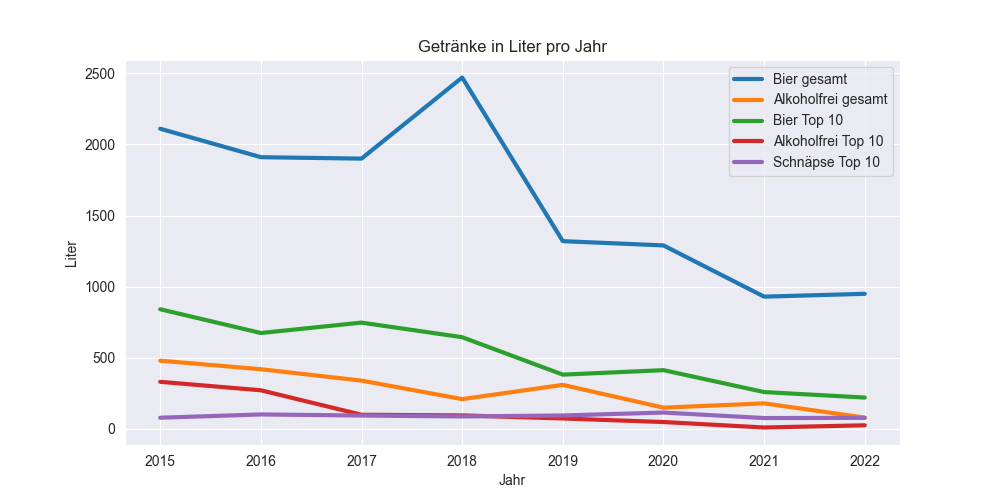 Getränke in Liter pro Jahr
Bier gesamt
Alkoholfrei gesamt
Bier Top 10
Alkoholfrei Top 10
Schnäpse Top 10
2500
2000
1500
1000
500
0
Liter
2015 2016 2017 2018 2019 2020 2021 2022
Jahr